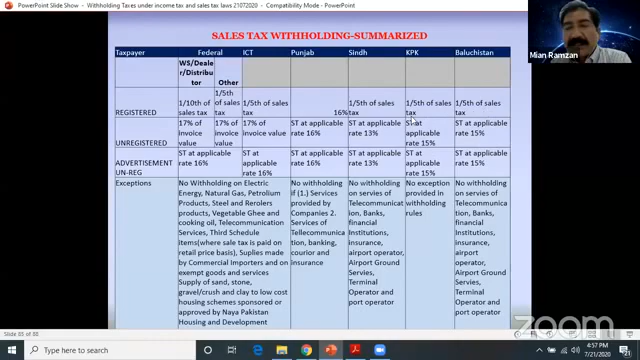 PowerPoint Slide Show - Withholding Taxes under income tax and sales tax laws 21072020 - Compatibility Mode - PowerPoint
SALES TAX WITHHOLDING-SUMMARIZED
Taxpayer Federal ICT Punjab Sindh KPK Baluchistan
WS/Deale
r/Distribu
tor Other
REGISTERED 1/10th of
sales tax 1/5th
of sales
tax 1/5th of sales tax 16% 1/5th of sales
tax 1/5th of sales
tax 1/5th of sales
tax
UNREGISTERED 17% of
invoice
value 17% of
invoice
value 17% of
invoice value ST at applicable
rate 16% ST at applicable
rate 13% ST at
applicable
rate 15% ST at applicable
rate 15%
ADVERTISEMENT
UN-REG ST at applicable
rate 16% ST at
applicable
rate 16% ST at applicable
rate 16% ST at applicable
rate 13% ST at
applicable
rate 15% ST at applicable
rate 15%
Exceptions
No Withholding on Electric
Energy, Natural Gas, Petrolium
Products, Steel and Rerolers
products, Vegetable Ghee and
cooking oil, Telecommunication
Services, Third Schedule
items(where sale tax is paid on
retail price basis), Suplies made
by Commercial Importers and on
exempt goods and services
Supply of sand, stone,
gravel/crush and clay to low cost
housing schemes sponsored or
approved by Naya Pakistan
Housing and Development
No withholding
if (1.) Services
provided by
Companies 2.
Services of
Tellecommunica
tion, banking,
courior and
insurance
No withholding
on servies of
Telecommunicat
ion, Banks,
financial
Institutions,
insurance,
airport operator,
Airport Ground
Servies,
Terminal
Operator and
port operator
No exception
provided in
withholding
rules
No withholding on
servies of
Telecommunica
tion, Banks,
financial
Institutions,
insurance,
airport operator,
Airport Ground
Servies, Terminal
Operator and
port operator
Mian Ramzan
Slide 85 of 88
zoom
Type here to search
4:57 PM
7/21/2020